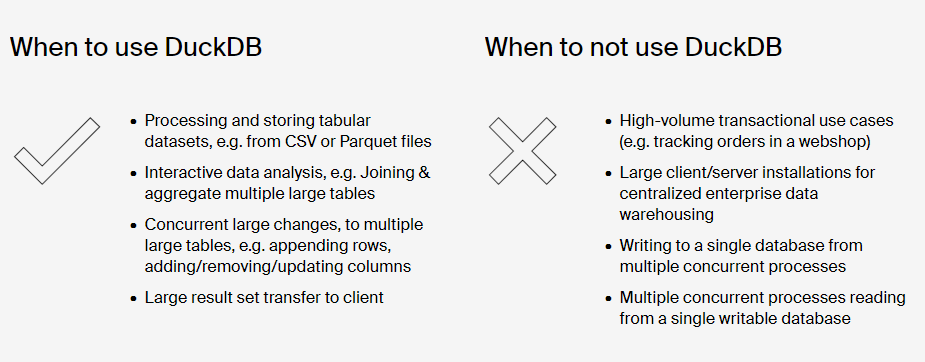 When to use DuckDB
• Processing and storing tabular
datasets, e.g. from CSV or Parquet files
• Interactive data analysis, e.g. Joining &
aggregate multiple large tables
• Concurrent large changes, to multiple
large tables, e.g. appending rows,
adding/removing/updating columns
• Large result set transfer to client
When to not use DuckDB
• High-volume transactional use cases
(e.g. tracking orders in a webshop)
• Large client/server installations for
centralized enterprise data
warehousing
• Writing to a single database from
multiple concurrent processes
• Multiple concurrent processes reading
from a single writable database